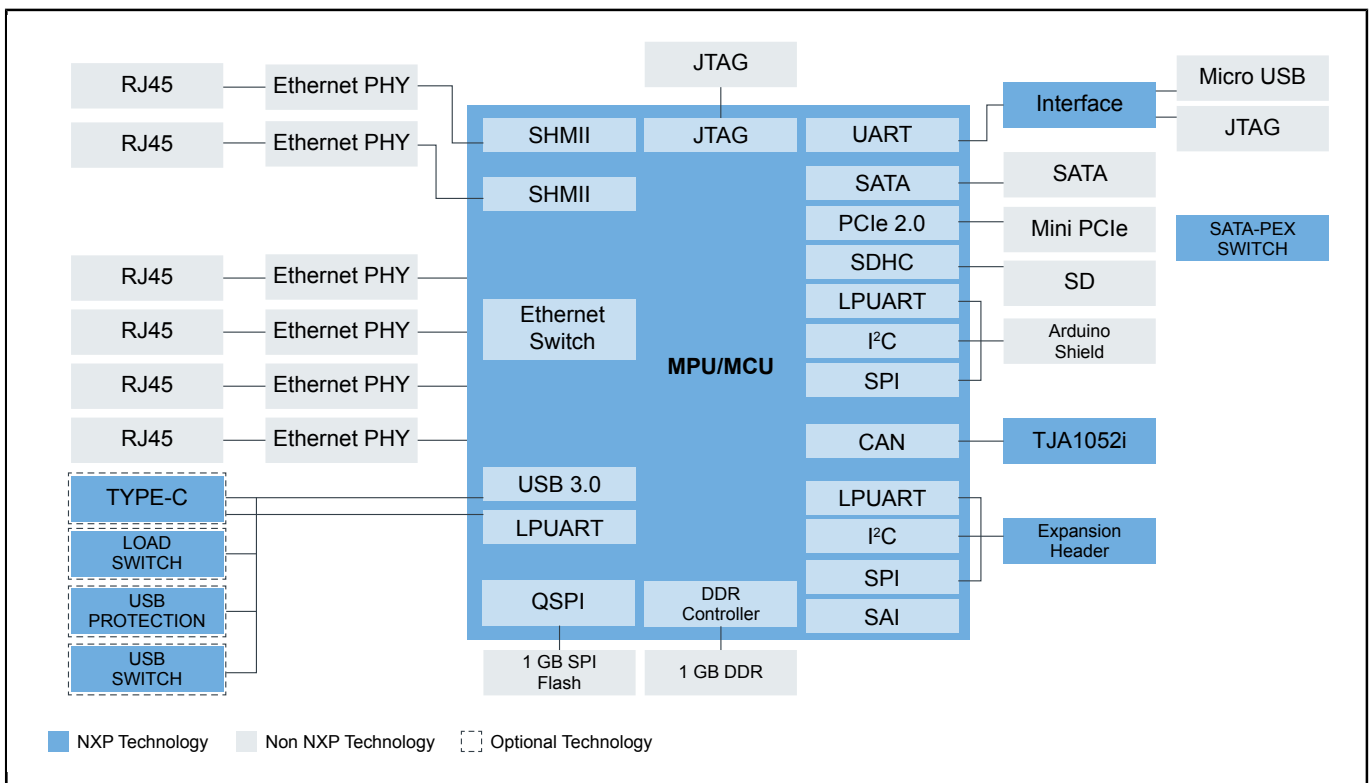 RJ45
Ethernet PHY
RJ45
Ethernet PHY
RJ45
Ethernet PHY
RJ45
Ethernet PHY
RJ45
Ethernet PHY
RJ45
Ethernet PHY
TYPE-C
LOAD
SWITCH
USB
PROTECTION
USB
SWITCH
JTAG
SHMII
JTAG
UART
SHMII
SATA
PCIe 2.0
SDHC
LPUART
I²C
SPI
Ethernet
Switch
MPU/MCU
CAN
USB 3.0
LPUART
LPUART
I²C
SPI
SAI
QSPI
DDR
Controller
1 GB SPI
Flash
1 GB DDR
Interface
Micro USB
JTAG
SATA
Mini PCIe
SATA-PEX
SWITCH
SD
Arduino
Shield
TJA1052i
Expansion
Header
NXP Technology
Non NXP Technology
Optional Technology